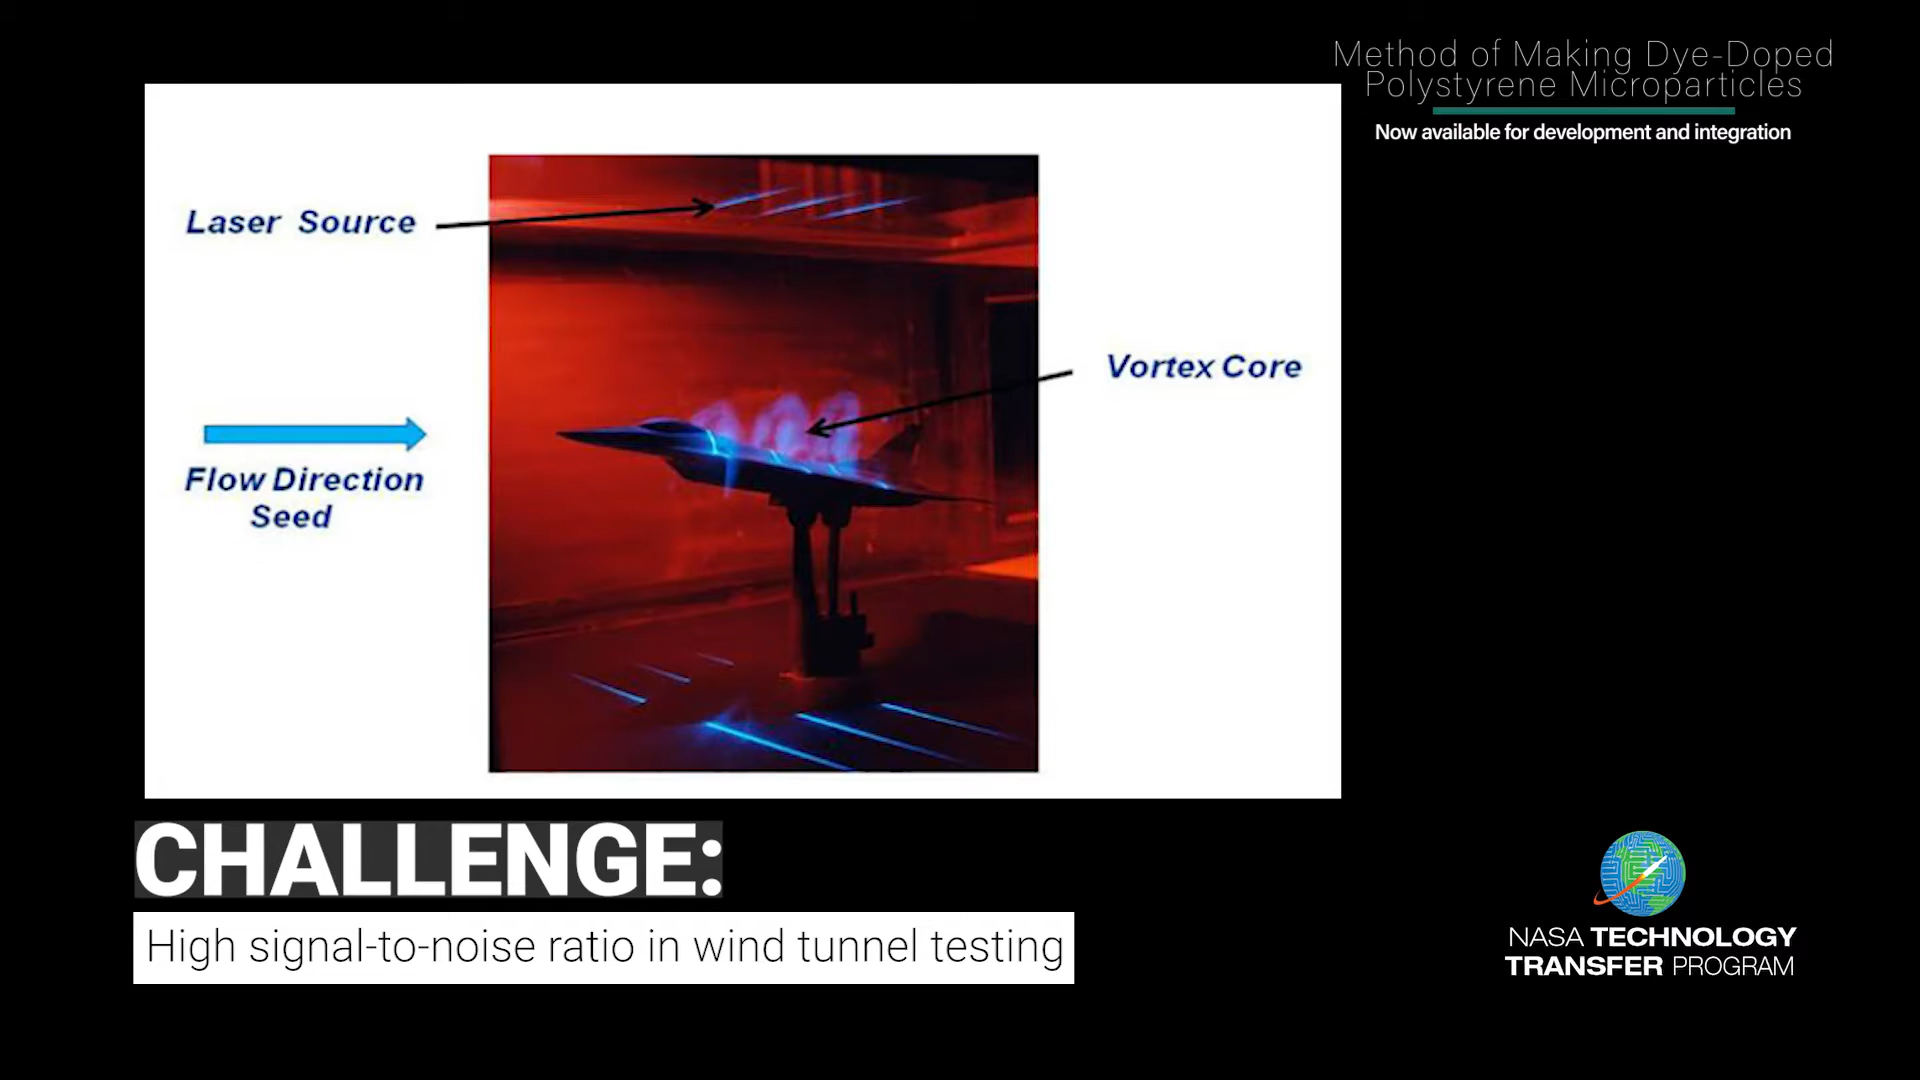 Method of Making Dye-Doped
Polystyrene Microparticles
Now available for development and integration
Laser Source
Vortex Core
Flow Direction
Seed
CHALLENGE:
High signal-to-noise ratio in wind tunnel testing
NASA TECHNOLOGY
TRANSFER PROGRAM